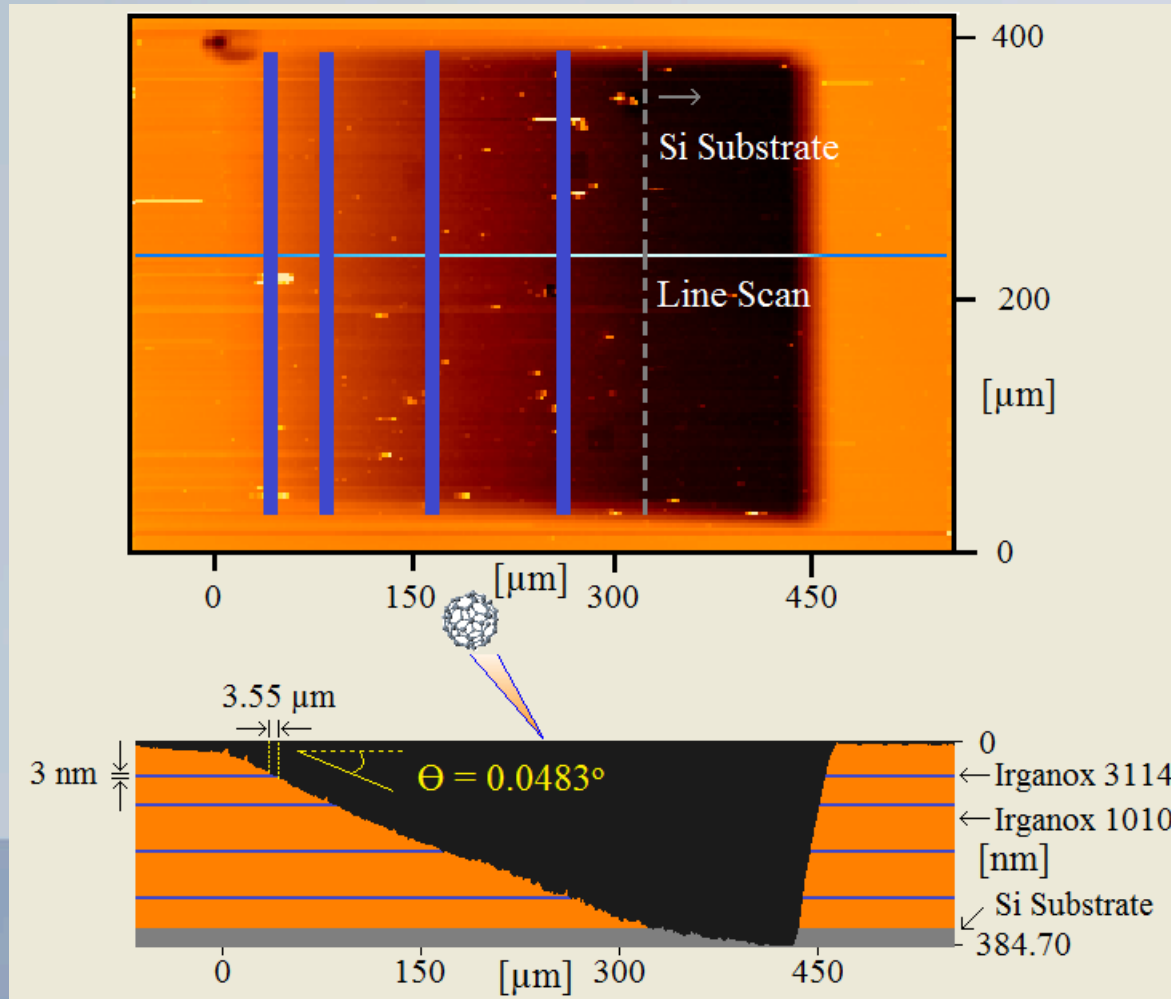 400
Si Substrate
Line Scan
200
[µm]
0
0
150
[µm]
300
450
3.55 µm
3 nm
ϴ = 0.0483º
0
Irganox 3114
Irganox 1010
[nm]
Si Substrate
384.70
0
150
[µm]
300
450